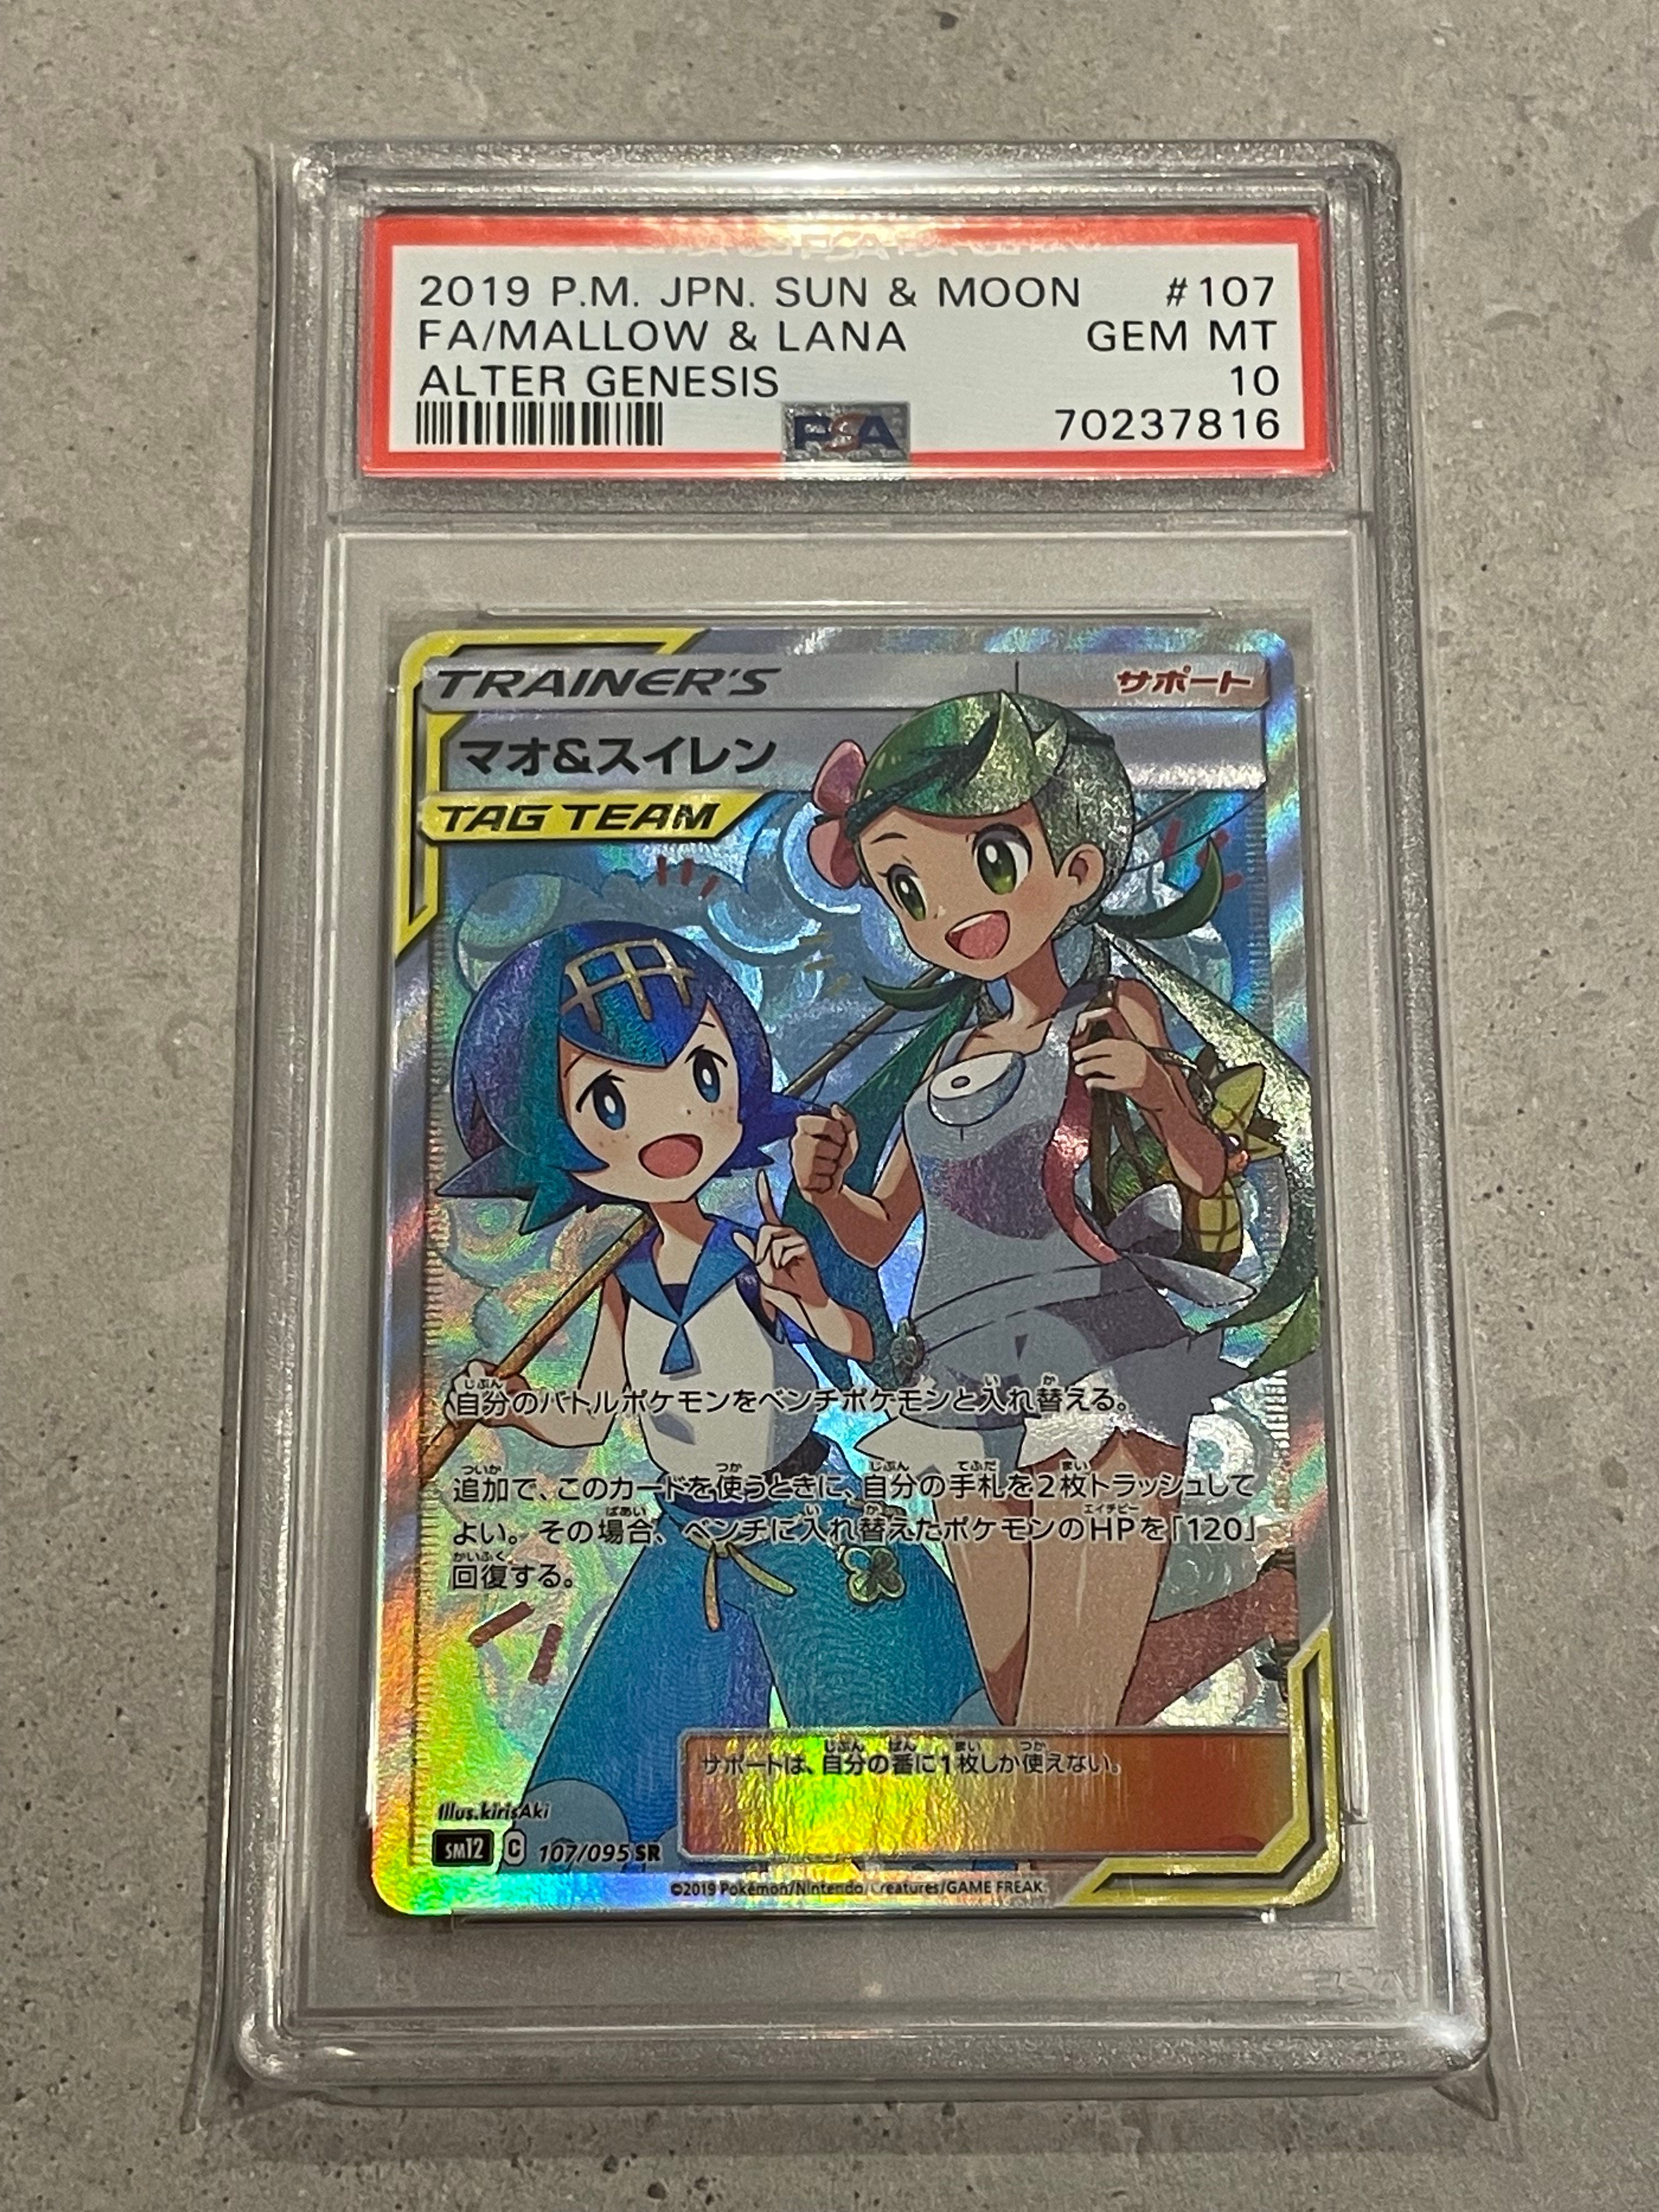 2019 P.M. JPN. SUN & MOON #107
FA/MALLOW & LANA GEM MT
ALTER GENESIS 10
PSA 70237816
TRAINER'S サポート
マオ&スイレン
TAG TEAM
自分のバトルポケモンをベンチポケモンと入れ替える。
追加で、このカードを使うときに、自分の手札を2枚トラッシュして
よい。その場合、ベンチに入れ替えたポケモンのHPを「120」
回復する。
サポートは、自分の番に1枚しか使えない。
Illus.kirisAki
SM12 C 107/095 SR
©2019 Pokémon/Nintendo/Creatures/GAME FREAK.